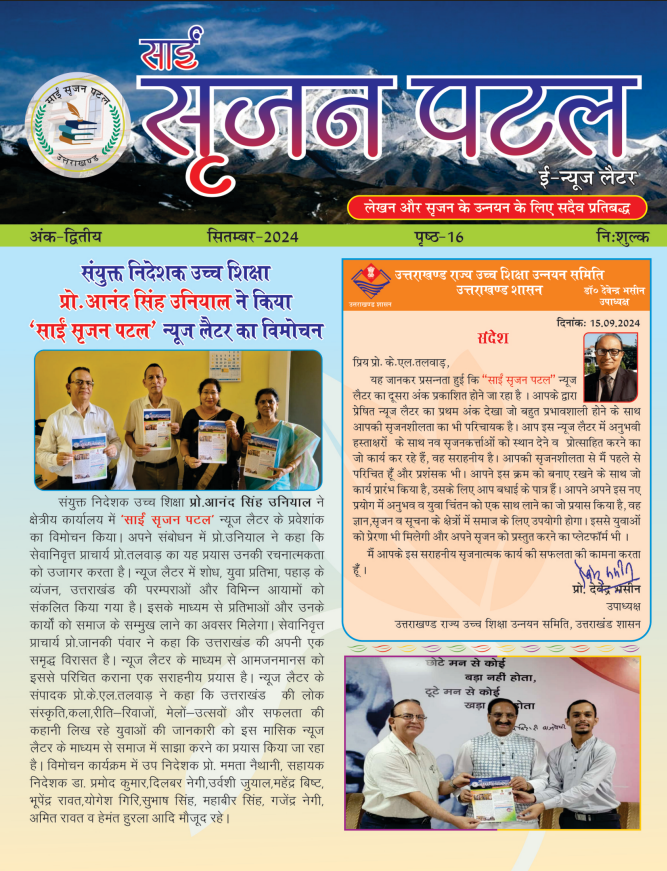 साईं
सृजन पटल
साईं सृजन पटल
उत्तराखण्ड
ई-न्यूज लैटर
लेखन और सृजन के उन्नयन के लिए सदैव प्रतिबद्ध
अंक-द्वितीय सितम्बर-2024 पृष्ठ-16 निःशुल्क
संयुक्त निदेशक उच्च शिक्षा
प्रो.आनंद सिंह उनियाल ने किया
'साईं सृजन पटल' न्यूज लैटर का विमोचन
संयुक्त निदेशक उच्च शिक्षा प्रो.आनंद सिंह उनियाल ने
क्षेत्रीय कार्यालय में 'साईं सृजन पटल' न्यूज लैटर के प्रवेशांक
का विमोचन किया। अपने संबोधन में प्रो.उनियाल ने कहा कि
सेवानिवृत्त प्राचार्य प्रो.तलवाड़ का यह प्रयास उनकी रचनात्मकता
को उजागर करता है। न्यूज लैटर में शोध, युवा प्रतिभा, पहाड़ के
व्यंजन, उत्तराखण्ड की परम्पराओं और विभिन्न आयामों को
संकलित किया गया है। इसके माध्यम से प्रतिभाओं और उनके
कार्यों को समाज के सम्मुख लाने का अवसर मिलेगा। सेवानिवृत्त
प्राचार्य प्रो.जानकी पंवार ने कहा कि उत्तराखण्ड की अपनी एक
समृद्ध विरासत है। न्यूज लैटर के माध्यम से आमजनमानस को
इससे परिचित कराना एक सराहनीय प्रयास है। न्यूज लैटर के
संपादक प्रो.के.एल.तलवाड़ ने कहा कि उत्तराखण्ड की लोक
संस्कृति,कला,रीति–रिवाजों, मेलों–उत्सवों और सफलता की
कहानी लिख रहे युवाओं की जानकारी को इस मासिक न्यूज
लैटर के माध्यम से समाज में साझा करने का प्रयास किया जा रहा
है। विमोचन कार्यक्रम में उप निदेशक प्रो. ममता नैथानी, सहायक
निदेशक डा. प्रमोद कुमार,दिलबर नेगी,उर्वशी जुयाल,महेंद्र बिष्ट,
भूपेंद्र रावत,योगेश गिरि,सुभाष सिंह, महाबीर सिंह, गजेंद्र नेगी,
अमित रावत व हेमंत हुरला आदि मौजूद रहे।
उत्तराखण्ड राज्य उच्च शिक्षा उन्नयन समिति
उत्तराखण्ड शासन
डॉ० देवेन्द्र भसीन
उपाध्यक्ष
उत्तराखण्ड शासन
दिनांकः 15.09.2024
संदेश
प्रिय प्रो. के.एल.तलवाड़,
यह जानकर प्रसन्नता हुई कि "साईं सृजन पटल" न्यूज
लैटर का दूसरा अंक प्रकाशित होने जा रहा है । आपके द्वारा
प्रेषित न्यूज लैटर का प्रथम अंक देखा जो बहुत प्रभावशाली होने के साथ
आपकी सृजनशीलता का भी परिचायक है। आप इस न्यूज लैटर में अनुभवी
हस्ताक्षरों के साथ नव सृजनकर्त्ताओं को स्थान देने व प्रोत्साहित करने का
जो कार्य कर रहे हैं, वह सराहनीय है। आपकी सृजनशीलता से मैं पहले से
परिचित हूँ और प्रशंसक भी। आपने इस क्रम को बनाए रखने के साथ जो
कार्य प्रारंभ किया है, उसके लिए आप बधाई के पात्र हैं। आपने अपने इस नए
प्रयोग में अनुभव व युवा चिंतन को एक साथ लाने का जो प्रयास किया है, वह
ज्ञान,सृजन व सूचना के क्षेत्रों में समाज के लिए उपयोगी होगा। इससे युवाओं
को प्रेरणा भी मिलेगी और अपने सृजन को प्रस्तुत करने का प्लेटफॉर्म भी ।
मैं आपके इस सराहनीय सृजनात्मक कार्य की सफलता की कामना करता
हूँ ।
प्रो. देवेंद्र भसीन
उपाध्यक्ष
उत्तराखण्ड राज्य उच्च शिक्षा उन्नयन समिति, उत्तराखंड शासन
छोटे मन से कोई
बड़ा नहीं होता,
टूटे मन से कोई
खड़ा होता